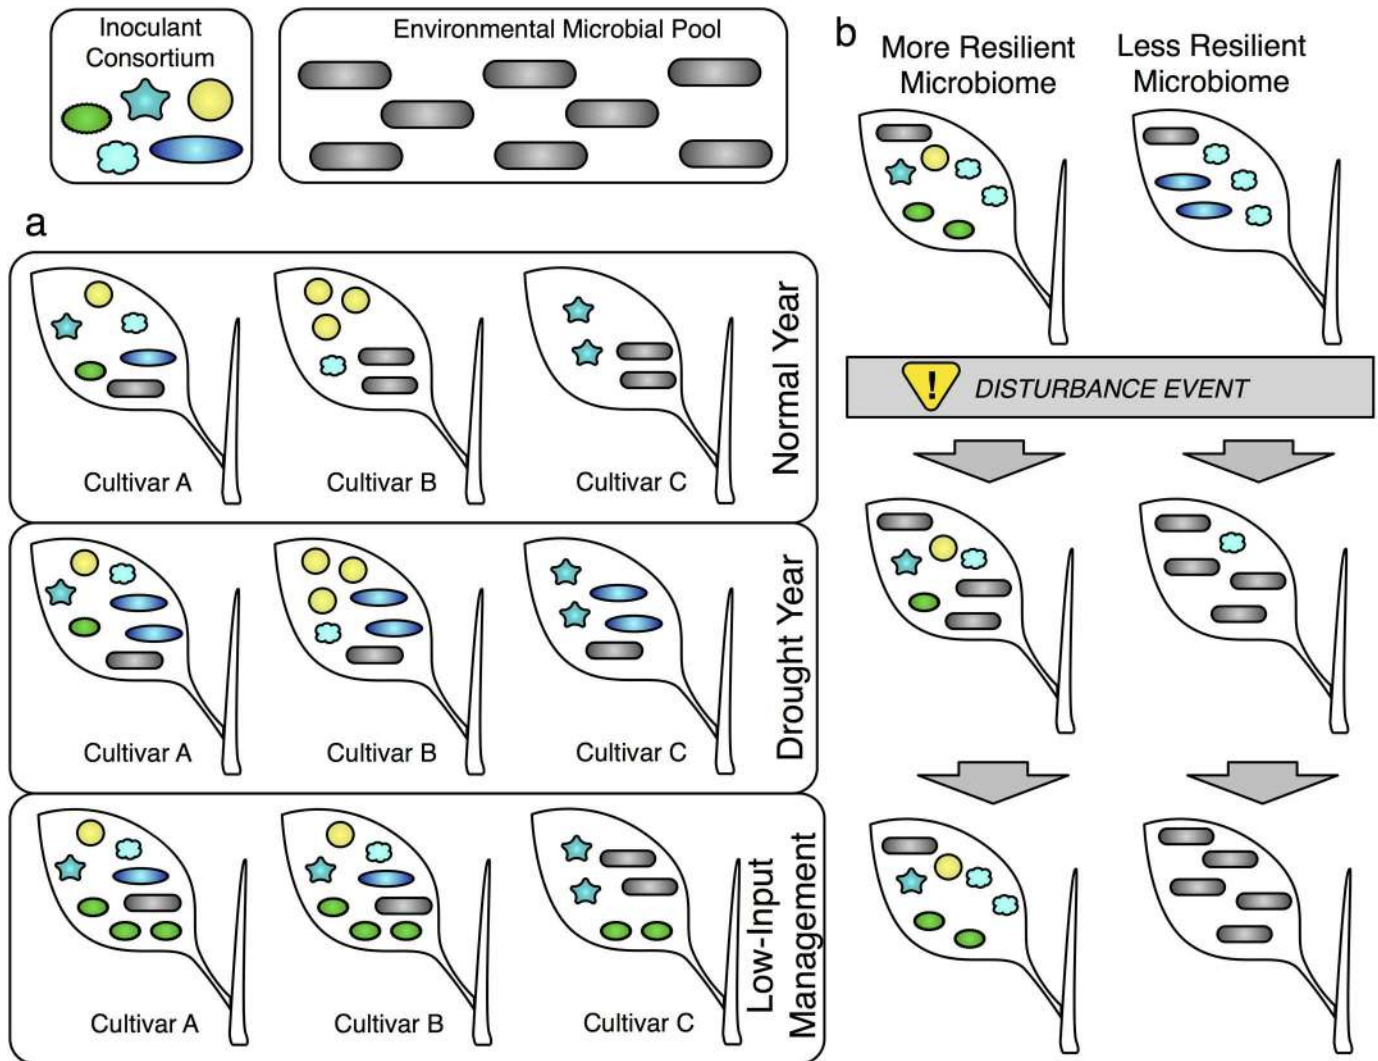 Inoculant
Consortium
Environmental Microbial Pool
a
Normal Year
Cultivar A
Cultivar B
Cultivar C
Drought Year
Cultivar A
Cultivar B
Cultivar C
Low-Input
Management
Cultivar A
Cultivar B
Cultivar C
b
More Resilient
Microbiome
Less Resilient
Microbiome
! DISTURBANCE EVENT